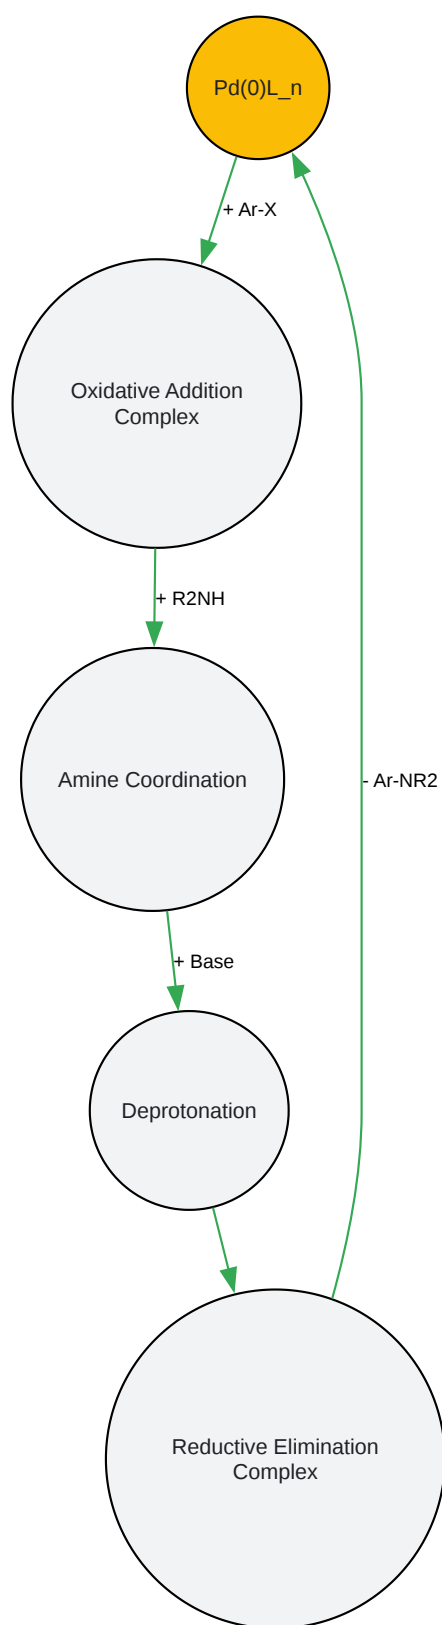 Pd(0)L_n
+ Ar-X
Oxidative Addition
Complex
+ R2NH
Amine Coordination
- Ar-NR2
+ Base
Deprotonation
Reductive Elimination
Complex